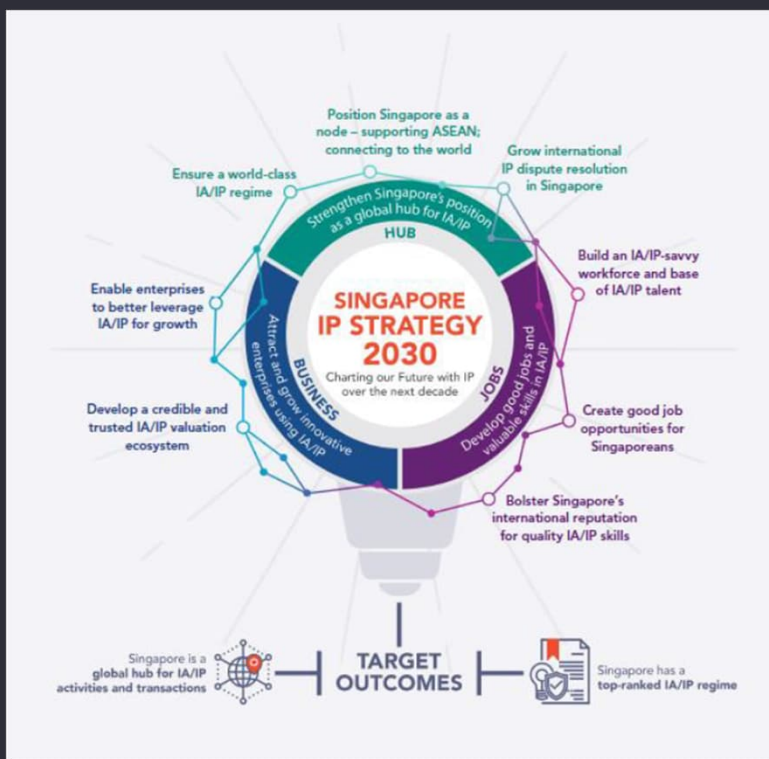 Position Singapore as a
node – supporting ASEAN;
connecting to the world
Grow international
IP dispute resolution
in Singapore
Ensure a world-class
IA/IP regime
Strengthen Singapore's position
as a global hub for IA/IP
HUB
Build an IA/IP-savvy
workforce and base
of IA/IP talent
Enable enterprises
to better leverage
IA/IP for growth
SINGAPORE
IP STRATEGY
2030
Charting our Future with IP
over the next decade
BUSINESS
Attract and grow innovative
enterprises using IA/IP
JOBS
Develop good jobs and
valuable skills in IA/IP
Develop a credible and
trusted IA/IP valuation
ecosystem
Create good job
opportunities for
Singaporeans
Bolster Singapore's
international reputation
for quality IA/IP skills
Singapore is a
global hub for IA/IP
activities and transactions
TARGET
OUTCOMES
Singapore has a
top-ranked IA/IP regime